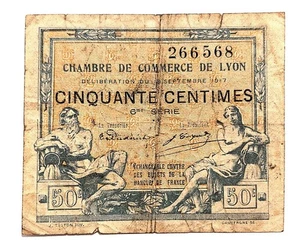 266568
CHAMBRE DE COMMERCE DE LYON
DÉLIBÉRATION DU SEPTEMBRE 1917
CINQUANTE CENTIMES
6me SÉRIE
ÉCHANGEABLE CONTRE
DES BILLETS DE LA
BANQUE DE FRANCE
50c 50c